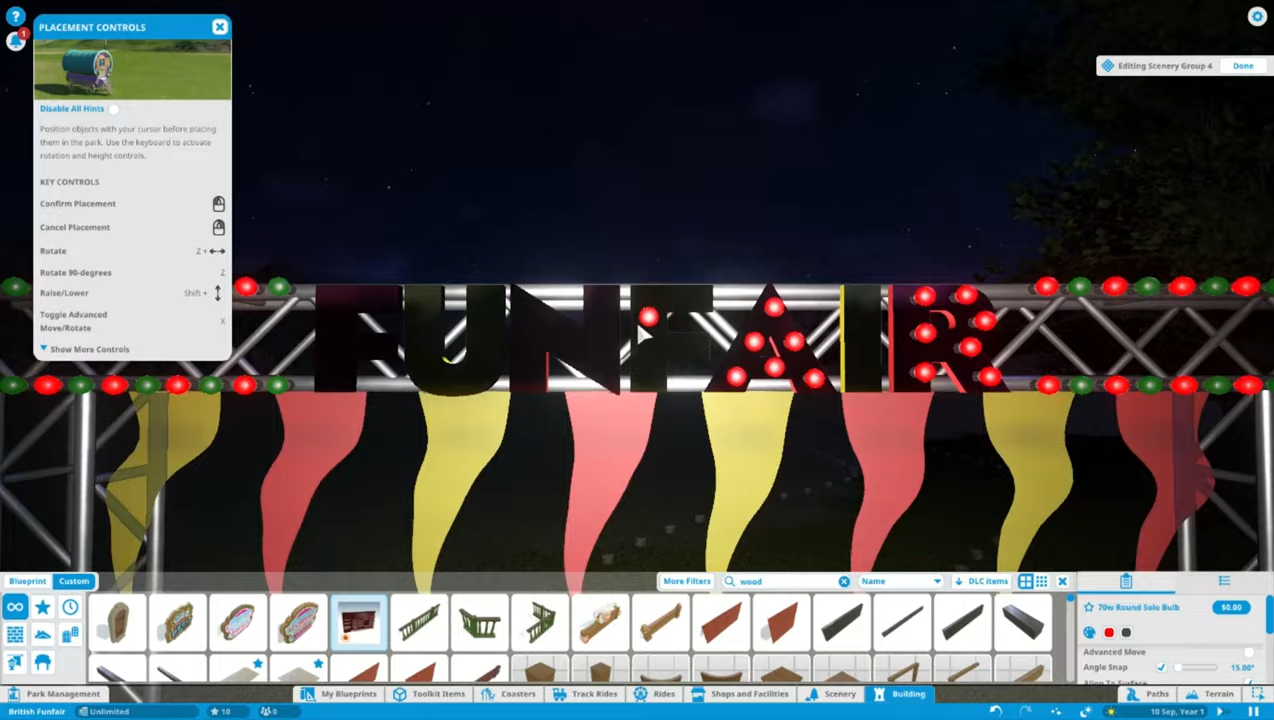 ?
1
PLACEMENT CONTROLS
Disable All Hints
Position objects with your cursor before placing
them in the park. Use the keyboard to activate
rotation and height controls.
KEY CONTROLS
Confirm Placement
Cancel Placement
Rotate Z +
Rotate 90-degrees Z
Raise/Lower Shift +
Toggle Advanced
Move/Rotate X
Show More Controls
Editing Scenery Group 4 Done
FUNFAIR
Blueprint Custom
More Filters wood Name DLC items
70w Round Solo Bulb $0.00
Advanced Move
Angle Snap 15.00°
Align To Surface
Park Management My Blueprints Toolkit Items Coasters Track Rides Rides Shops and Facilities Scenery Building Paths Terrain
British Funfair Unlimited 10 0 10 Sep, Year 1